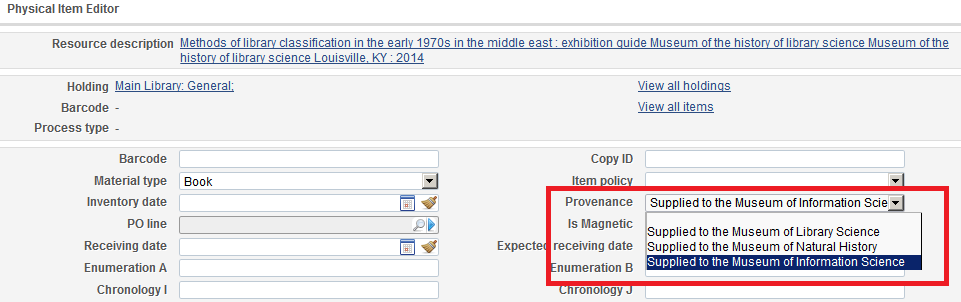 Physical Item Editor
Resource description Methods of library classification in the early 1970s in the middle east : exhibition guide Museum of the history of library science Museum of the
history of library science Louisville, KY : 2014
Holding Main Library: General; View all holdings
Barcode - View all items
Process type -
Barcode Copy ID
Material type Book Item policy
Inventory date Provenance Supplied to the Museum of Information Scie
PO line Is Magnetic
Supplied to the Museum of Library Science
Receiving date Expected receiving date Supplied to the Museum of Natural History
Supplied to the Museum of Information Science
Enumeration A Enumeration B
Chronology I Chronology J